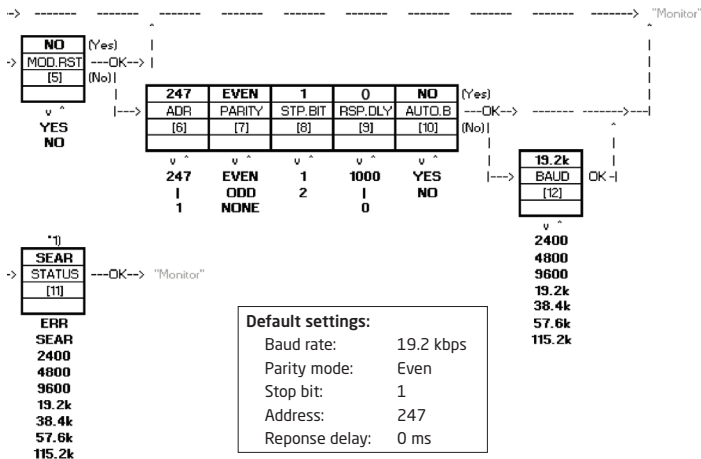 "Monitor"
NO (Yes)
MOD.RST OK
[5] (No)
YES
NO
247 EVEN 1 0 NO (Yes)
ADR PARITY STP.BIT RSP.DLY AUTO.B OK
[6] [7] [8] [9] [10] (No)
247 EVEN 1 1000 YES
ODD 2 NO
1 NONE 0
19.2k
BAUD OK
[12]
2400
4800
9600
19.2k
38.4k
57.6k
115.2k
*1)
SEAR
STATUS OK "Monitor"
[11]
ERR
SEAR
2400
4800
9600
19.2k
38.4k
57.6k
115.2k
Default settings:
Baud rate: 19.2 kbps
Parity mode: Even
Stop bit: 1
Address: 247
Reponse delay: 0 ms